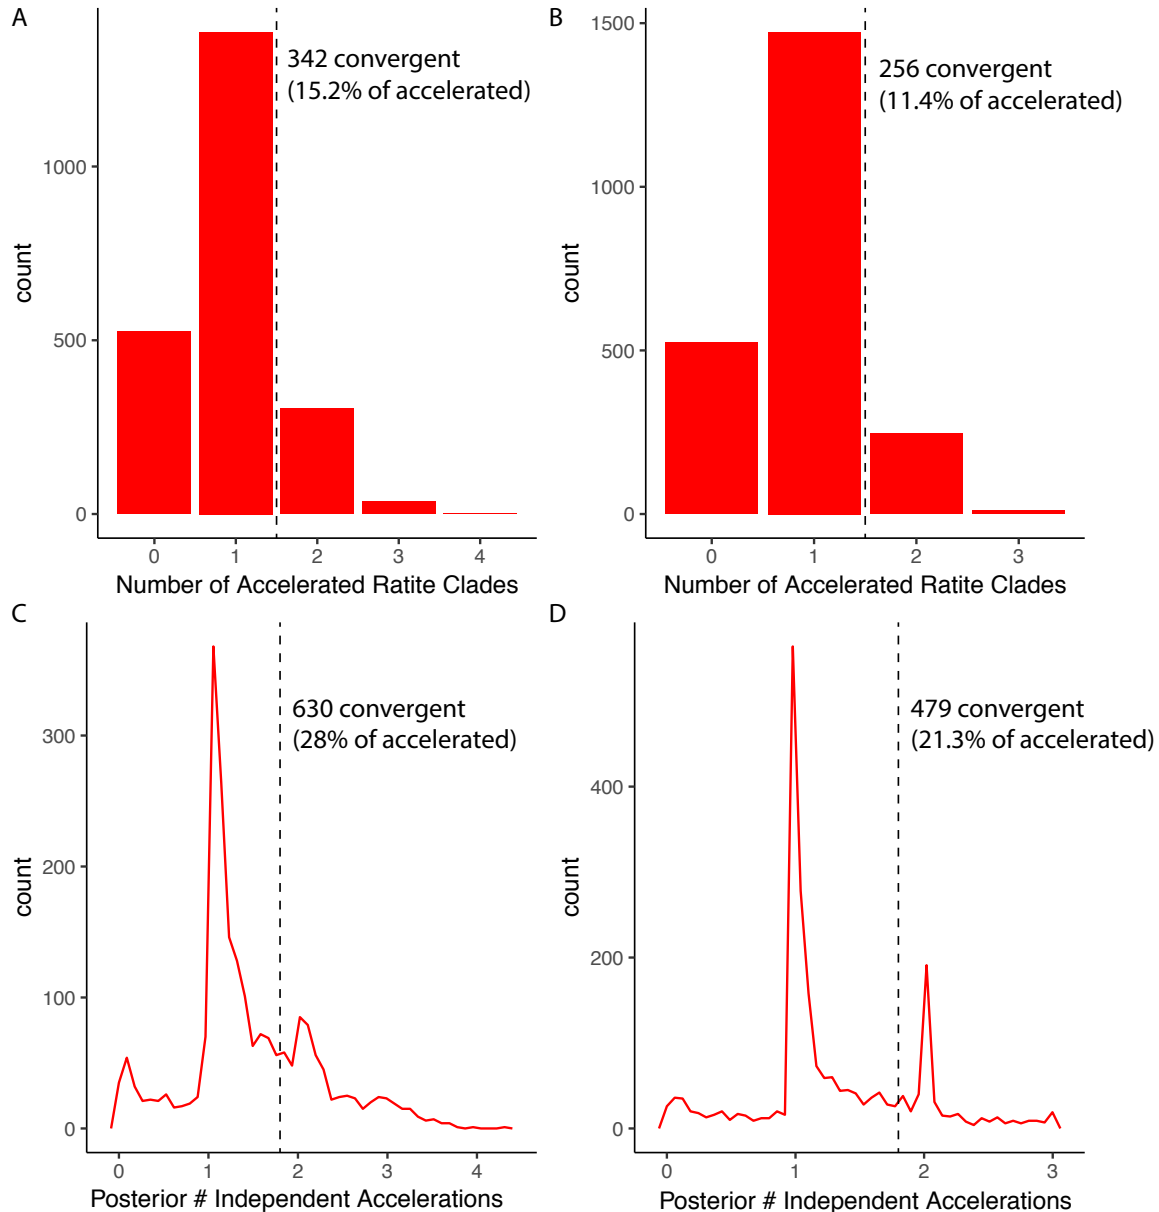 A
342 convergent
(15.2% of accelerated)
1000
500
0
count
0 1 2 3 4
Number of Accelerated Ratite Clades
B
256 convergent
(11.4% of accelerated)
1500
1000
500
0
count
0 1 2 3
Number of Accelerated Ratite Clades
C
630 convergent
(28% of accelerated)
300
200
100
0
count
0 1 2 3 4
Posterior # Independent Accelerations
D
479 convergent
(21.3% of accelerated)
400
200
0
count
0 1 2 3
Posterior # Independent Accelerations